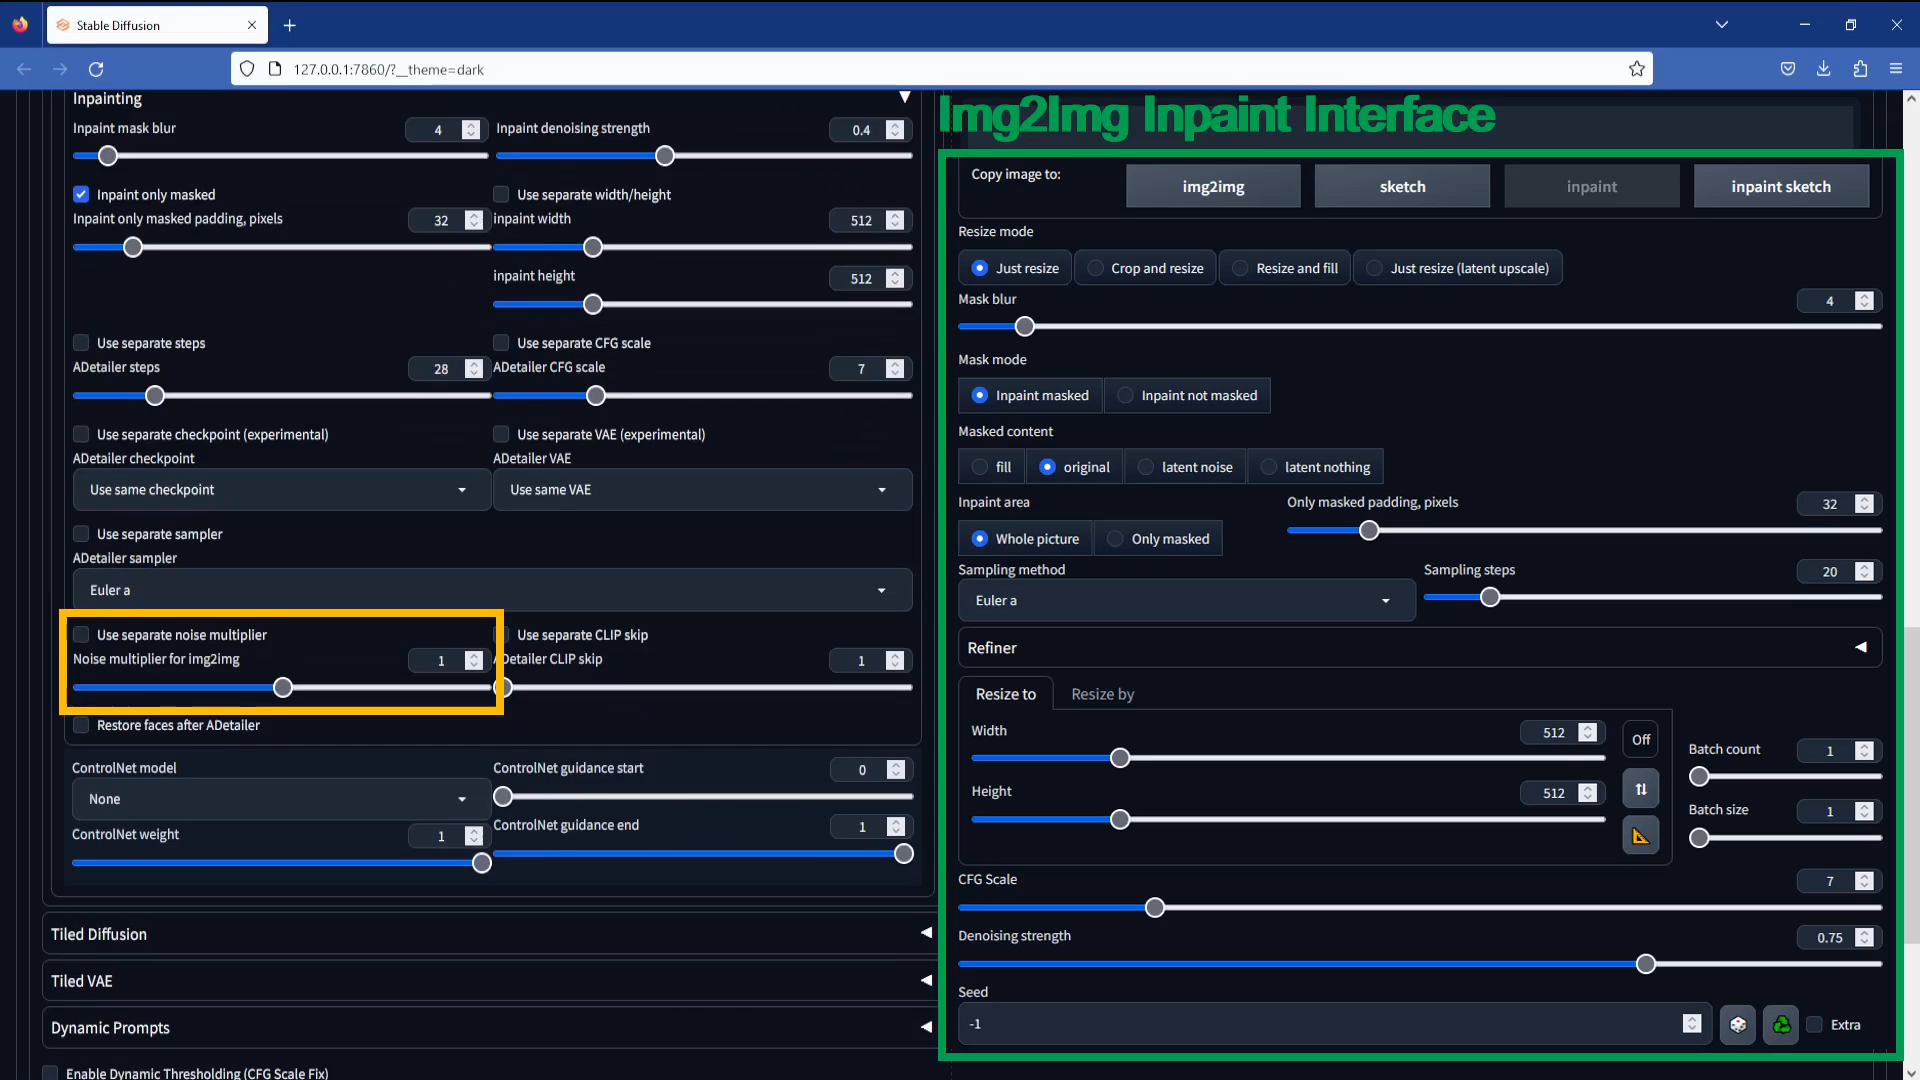 Stable Diffusion
127.0.0.1:7860/?__theme=dark
Inpainting
Inpaint mask blur
4
Inpaint denoising strength
0.4
Inpaint only masked
Use separate width/height
Inpaint only masked padding, pixels
32
inpaint width
512
inpaint height
512
Use separate steps
Use separate CFG scale
ADetailer steps
28
ADetailer CFG scale
7
Use separate checkpoint (experimental)
Use separate VAE (experimental)
ADetailer checkpoint
ADetailer VAE
Use same checkpoint
Use same VAE
Use separate sampler
ADetailer sampler
Euler a
Use separate noise multiplier
Use separate CLIP skip
Noise multiplier for img2img
1
ADetailer CLIP skip
1
Restore faces after ADetailer
ControlNet model
None
ControlNet guidance start
0
ControlNet weight
1
ControlNet guidance end
1
Tiled Diffusion
Tiled VAE
Dynamic Prompts
Enable Dynamic Thresholding (CFG Scale Fix)
Img2Img Inpaint Interface
Copy image to:
img2img
sketch
inpaint
inpaint sketch
Resize mode
Just resize
Crop and resize
Resize and fill
Just resize (latent upscale)
Mask blur
4
Mask mode
Inpaint masked
Inpaint not masked
Masked content
fill
original
latent noise
latent nothing
Inpaint area
Only masked padding, pixels
32
Whole picture
Only masked
Sampling method
Sampling steps
20
Euler a
Refiner
Resize to
Resize by
Width
512
Off
Height
512
Batch count
1
Batch size
1
CFG Scale
7
Denoising strength
0.75
Seed
-1
Extra